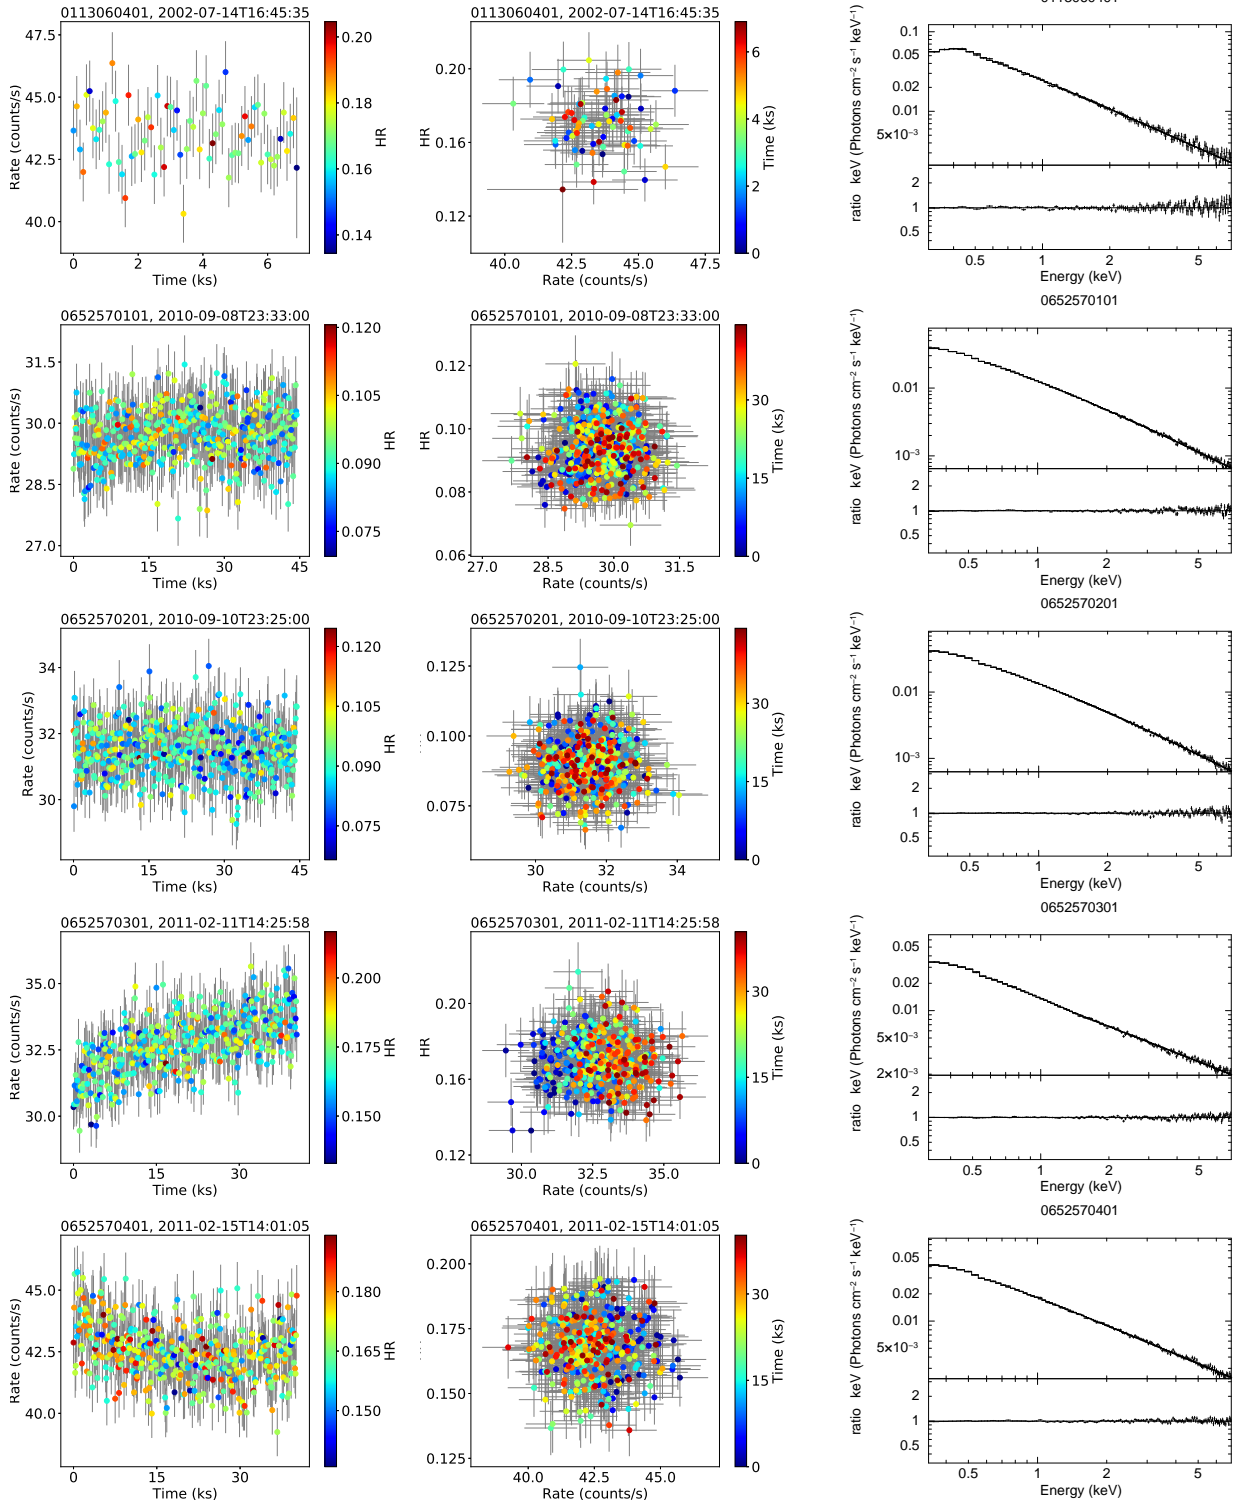 0113060401, 2002-07-14T16:45:35
Rate (counts/s)
47.5
45.0
42.5
40.0
0 2 4 6
Time (ks)
0.20
0.18
0.16
0.14
HR
0113060401, 2002-07-14T16:45:35
HR
0.20
0.16
0.12
40.0 42.5 45.0 47.5
Rate (counts/s)
6
4
2
0
Time (ks)
ratio keV (Photons cm⁻² s⁻¹ keV⁻¹)
0.1
0.05
0.01
5×10⁻³
2
1
0.5
0.5 1 5
Energy (keV)
0652570101, 2010-09-08T23:33:00
Rate (counts/s)
31.5
30.0
28.5
27.0
0 15 30 45
Time (ks)
0.120
0.105
0.090
0.075
HR
0652570101, 2010-09-08T23:33:00
HR
0.12
0.10
0.08
0.06
27.0 28.5 30.0 31.5
Rate (counts/s)
30
15
0
Time (ks)
0652570101
ratio keV (Photons cm⁻² s⁻¹ keV⁻¹)
0.01
10⁻³
2
1
0.5
0.5 1 2 5
Energy (keV)
0652570201, 2010-09-10T23:25:00
Rate (counts/s)
34
32
30
0 15 30 45
Time (ks)
0.120
0.105
0.090
0.075
HR
0652570201, 2010-09-10T23:25:00
0.125
0.100
0.075
30 32 34
Rate (counts/s)
30
15
0
Time (ks)
0652570201
ratio keV (Photons cm⁻² s⁻¹ keV⁻¹)
0.01
10⁻³
2
1
0.5
0.5 1 2 5
Energy (keV)
0652570301, 2011-02-11T14:25:58
Rate (counts/s)
35.0
32.5
30.0
0 15 30
Time (ks)
0.200
0.175
0.150
HR
0652570301, 2011-02-11T14:25:58
HR
0.20
0.16
0.12
30.0 32.5 35.0
Rate (counts/s)
30
15
0
Time (ks)
0652570301
ratio keV (Photons cm⁻² s⁻¹ keV⁻¹)
0.05
0.02
0.01
5×10⁻³
2×10⁻³
2
1
0.5
0.5 1 2 5
Energy (keV)
0652570401, 2011-02-15T14:01:05
Rate (counts/s)
45.0
42.5
40.0
0 15 30
Time (ks)
0.180
0.165
0.150
HR
0652570401, 2011-02-15T14:01:05
0.200
0.175
0.150
0.125
40.0 42.5 45.0
Rate (counts/s)
30
15
0
Time (ks)
0652570401
ratio keV (Photons cm⁻² s⁻¹ keV⁻¹)
0.05
0.02
0.01
5×10⁻³
2
1
0.5
0.5 1 2 5
Energy (keV)